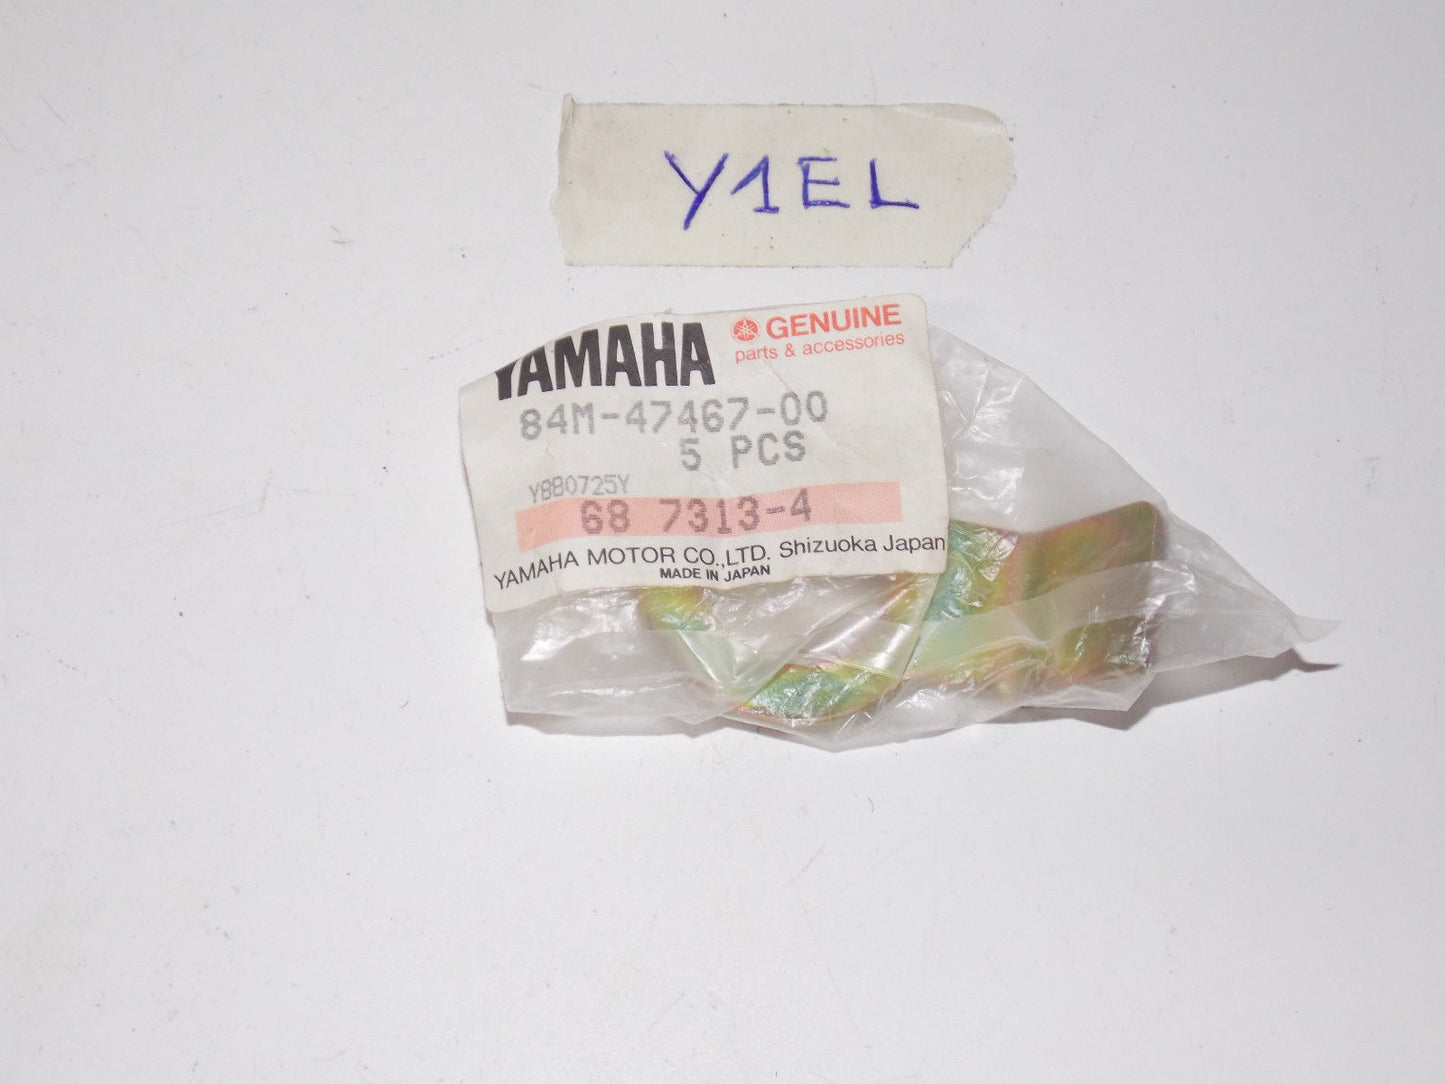 Y1EL
YAMAHA GENUINE
parts & accessories
84M-47467-00
5 PCS
Y880725Y
68 7313-4
YAMAHA MOTOR CO.,LTD. Shizuoka Japan
MADE IN JAPAN